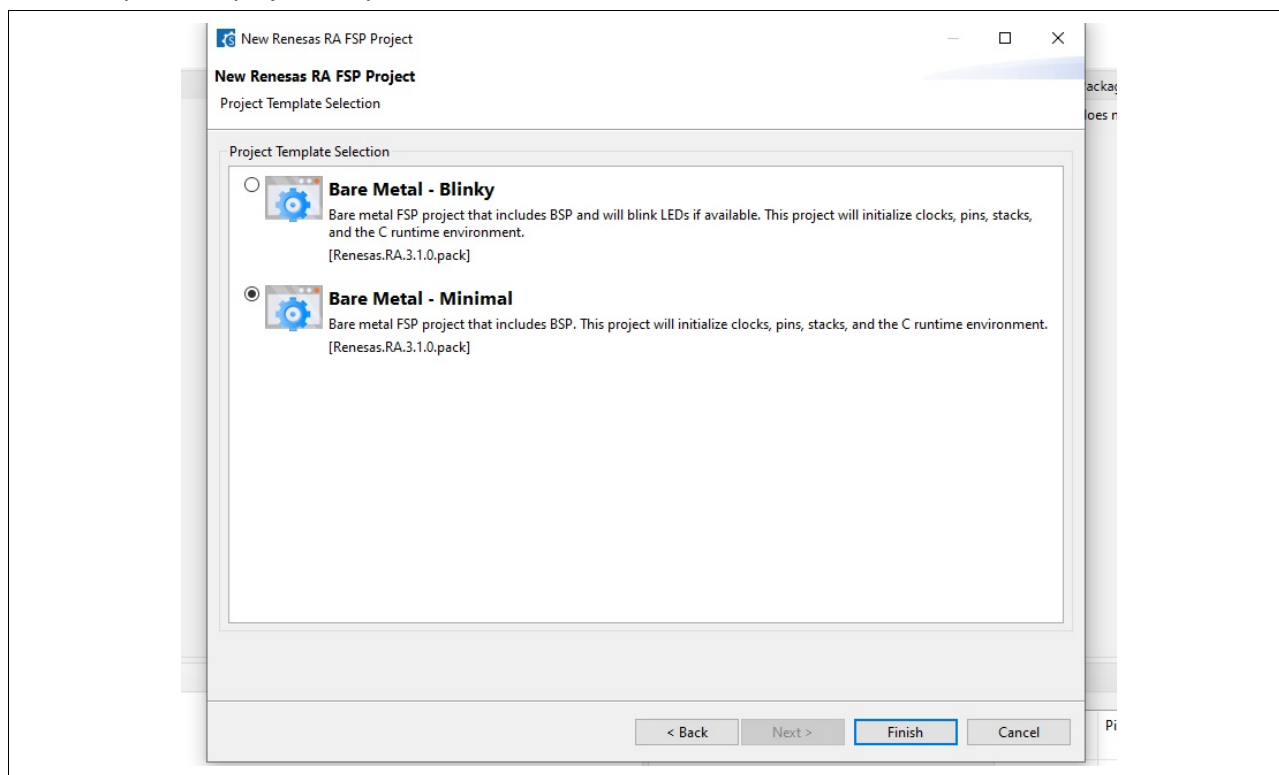 New Renesas RA FSP Project
New Renesas RA FSP Project
Project Template Selection
Project Template Selection
Bare Metal - Blinky
Bare metal FSP project that includes BSP and will blink LEDs if available. This project will initialize clocks, pins, stacks,
and the C runtime environment.
[Renesas.RA.3.1.0.pack]
Bare Metal - Minimal
Bare metal FSP project that includes BSP. This project will initialize clocks, pins, stacks, and the C runtime environment.
[Renesas.RA.3.1.0.pack]
< Back
Next >
Finish
Cancel